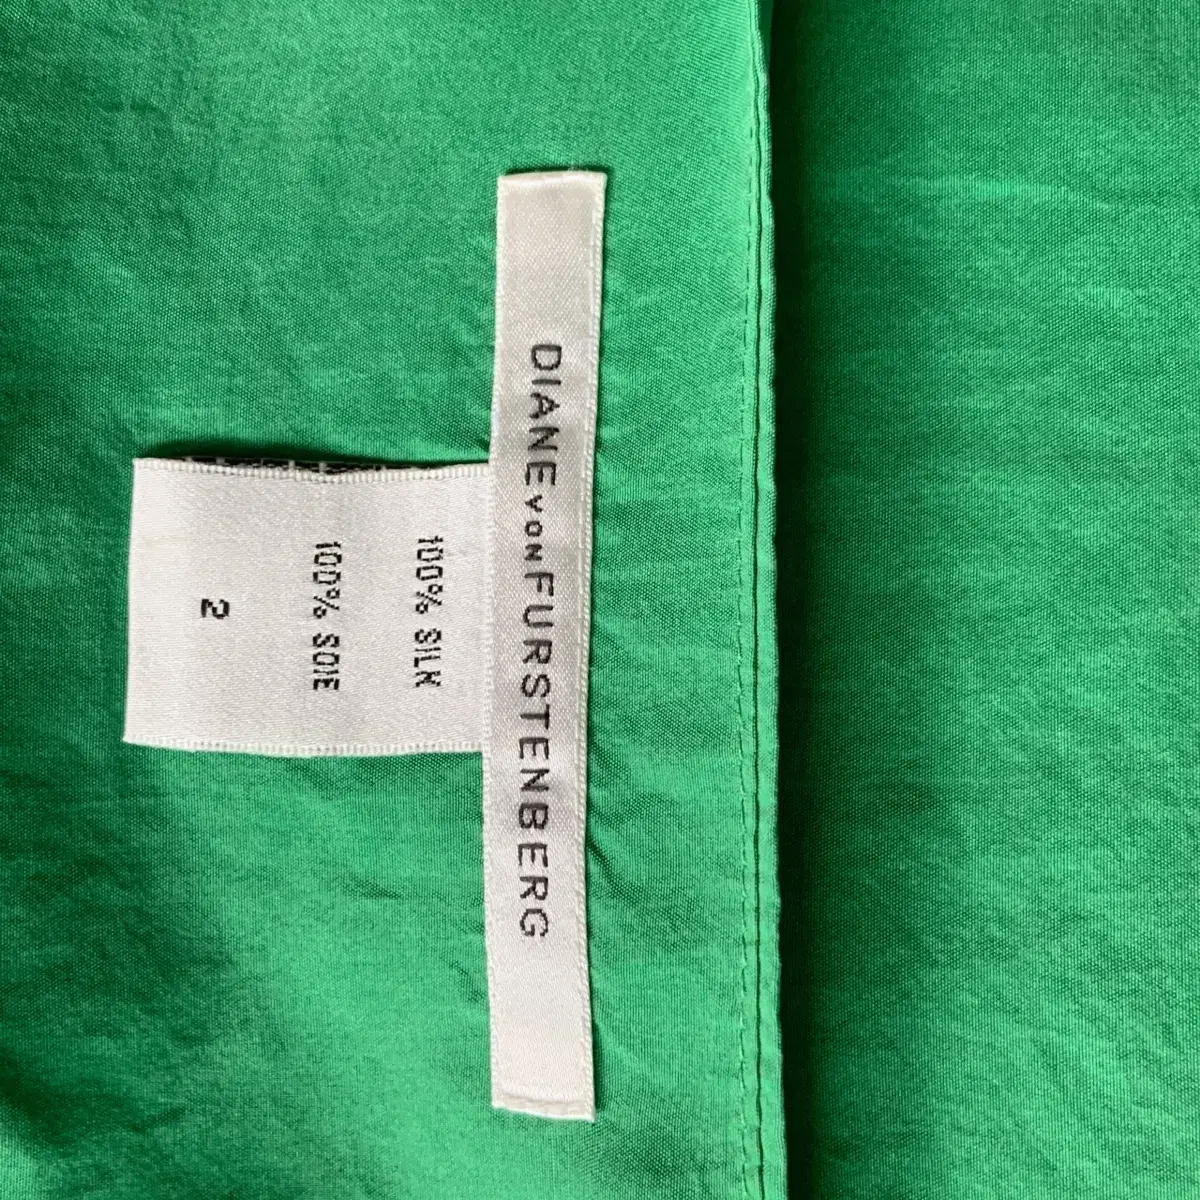 DIANE VON FURSTENBERG
100% SILK
100% SOIE
2